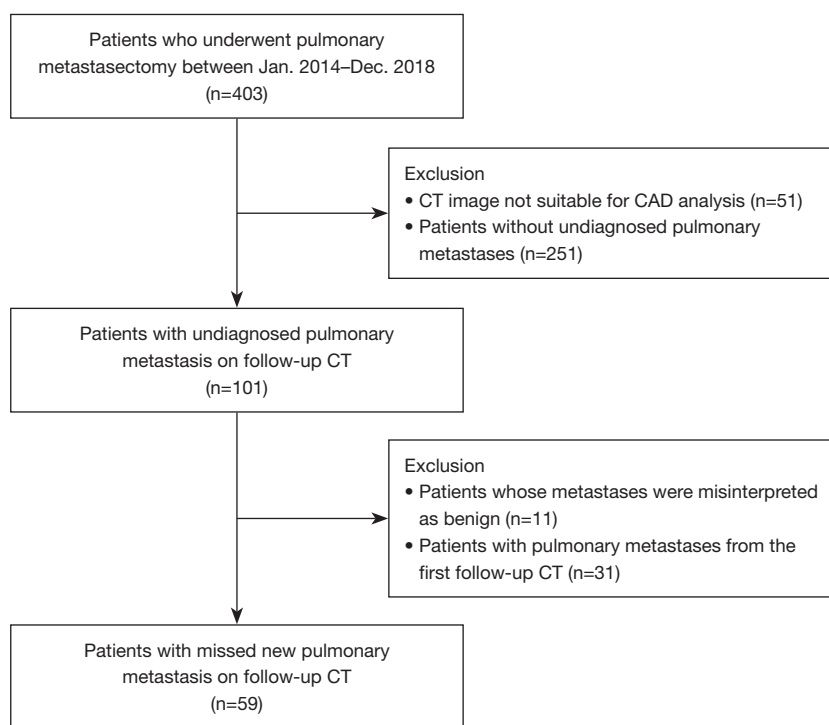 Patients who underwent pulmonary
metastasectomy between Jan. 2014–Dec. 2018
(n=403)
Exclusion
• CT image not suitable for CAD analysis (n=51)
• Patients without undiagnosed pulmonary
metastases (n=251)
Patients with undiagnosed pulmonary
metastasis on follow-up CT
(n=101)
Exclusion
• Patients whose metastases were misinterpreted
as benign (n=11)
• Patients with pulmonary metastases from the
first follow-up CT (n=31)
Patients with missed new pulmonary
metastasis on follow-up CT
(n=59)